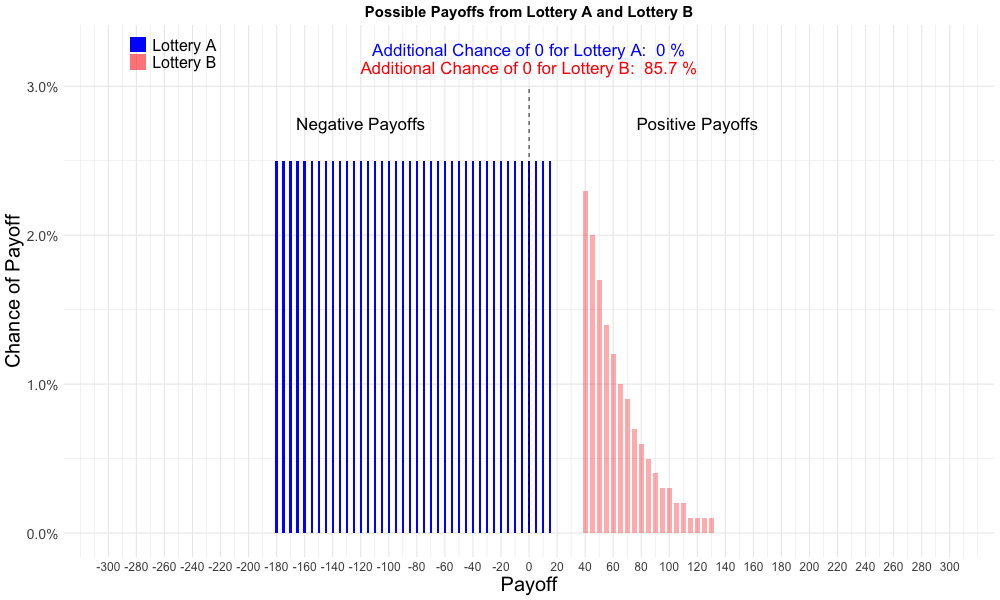 Possible Payoffs from Lottery A and Lottery B
Lottery A
Lottery B
Additional Chance of 0 for Lottery A:  0 %
Additional Chance of 0 for Lottery B:  85.7 %
Negative Payoffs
Positive Payoffs
Chance of Payoff
3.0%
2.0%
1.0%
0.0%
-300 -280 -260 -240 -220 -200 -180 -160 -140 -120 -100 -80 -60 -40 -20 0 20 40 60 80 100 120 140 160 180 200 220 240 260 280 300
Payoff